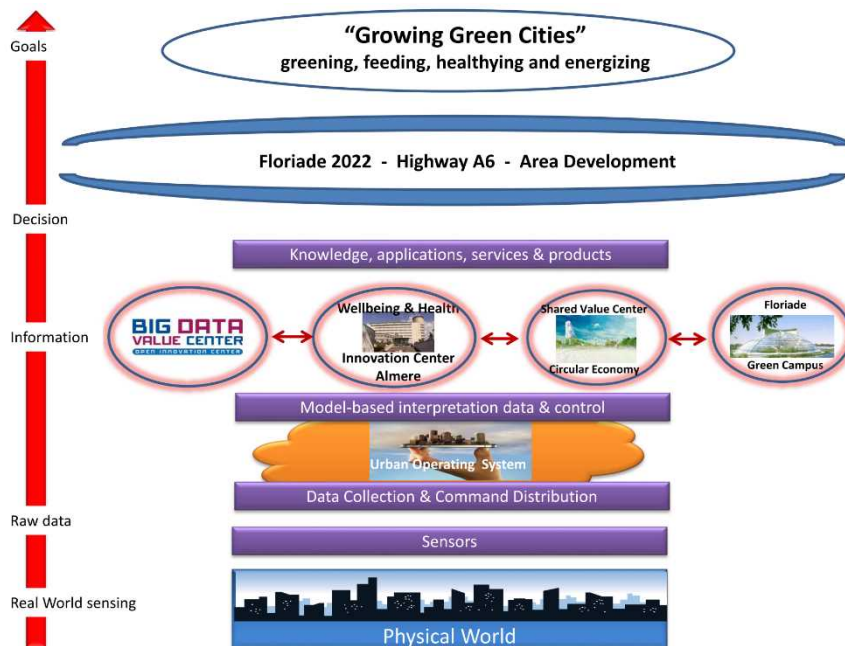 Goals
“Growing Green Cities”
greening, feeding, healthying and energizing
Floriade 2022 - Highway A6 - Area Development
Decision
Knowledge, applications, services & products
Information
BIG DATA
VALUE CENTER
OPEN INNOVATION CENTER
Wellbeing & Health
Innovation Center
Almere
Shared Value Center
Circular Economy
Floriade
Green Campus
Model-based interpretation data & control
Urban Operating System
Data Collection & Command Distribution
Raw data
Sensors
Real World sensing
Physical World